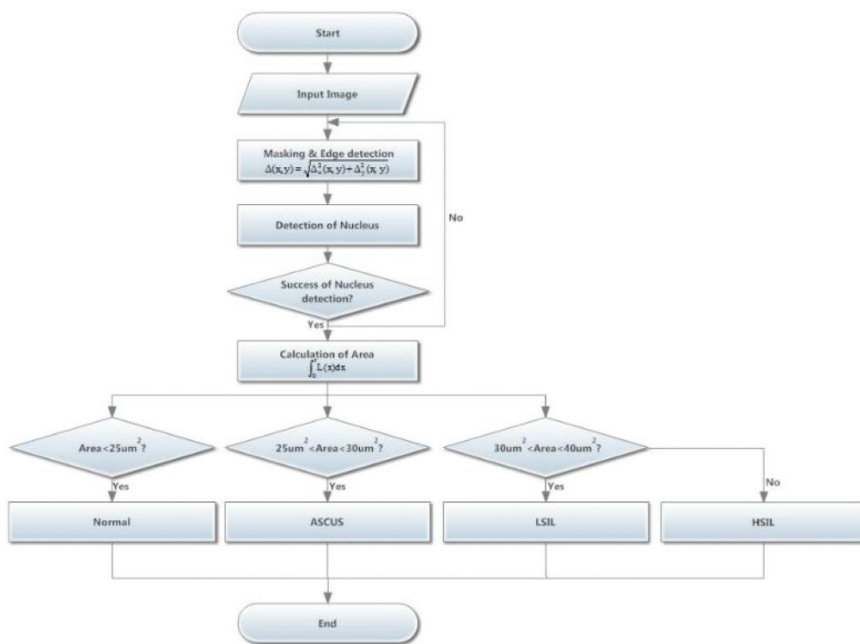 Start
Input Image
Masking & Edge detection
Δ(x,y)=√Δ²ₓ(x,y)+Δ²ᵧ(x,y)
Detection of Nucleus
No
Success of Nucleus
detection?
Yes
Calculation of Area
∫₀ L(x)dx
Area<25um²?
25um²<Area<30um²?
30um²<Area<40um²?
Yes
Yes
Yes
No
Normal
ASCUS
LSIL
HSIL
End